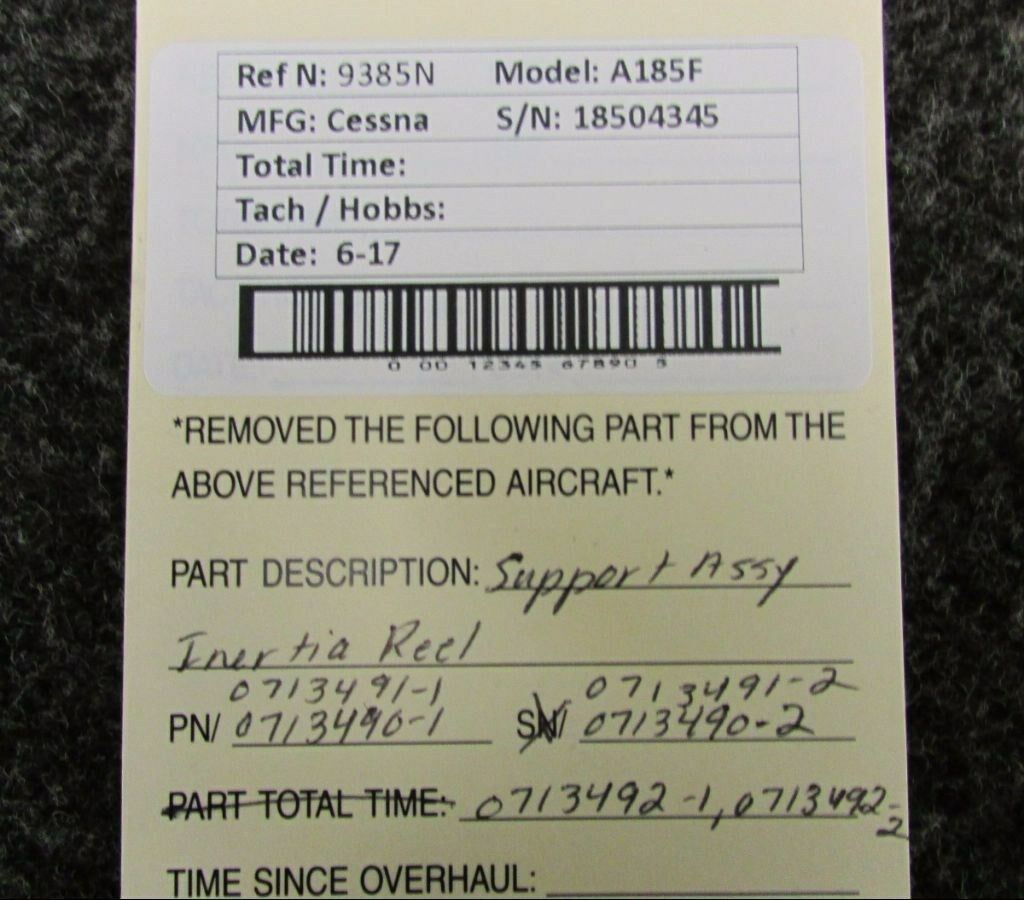 Ref N: 9385N Model: A185F
MFG: Cessna S/N: 18504345
Total Time:
Tach / Hobbs:
Date: 6-17
0 00 12345 67890 5
*REMOVED THE FOLLOWING PART FROM THE
ABOVE REFERENCED AIRCRAFT.*
PART DESCRIPTION: Support Assy
Inertia Reel
0713491-1 0713491-2
PN/ 0713490-1 SN/ 0713490-2
PART TOTAL TIME: 0713492-1, 0713492-2
TIME SINCE OVERHAUL: